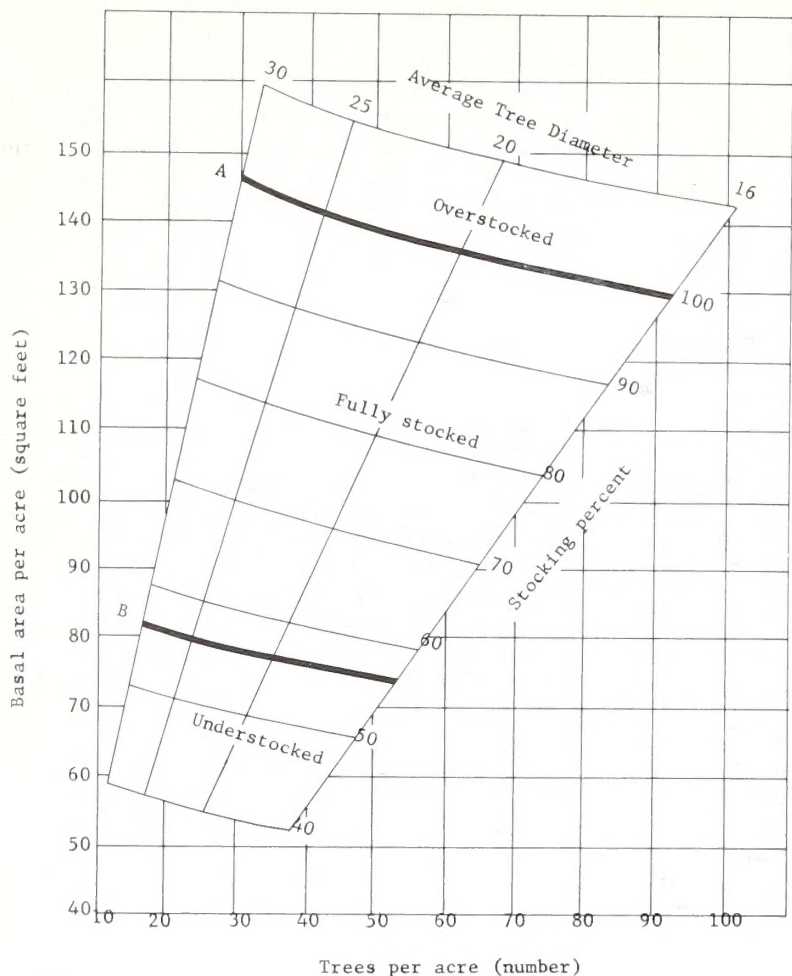 Average Tree Diameter
30
25
20
16
A
Overstocked
100
90
Fully stocked
80
Stocking percent
70
B
60
Understocked
50
40
Basal area per acre (square feet)
150
140
130
120
110
100
90
80
70
60
50
40
10 20 30 40 50 60 70 80 90 100
Trees per acre (number)